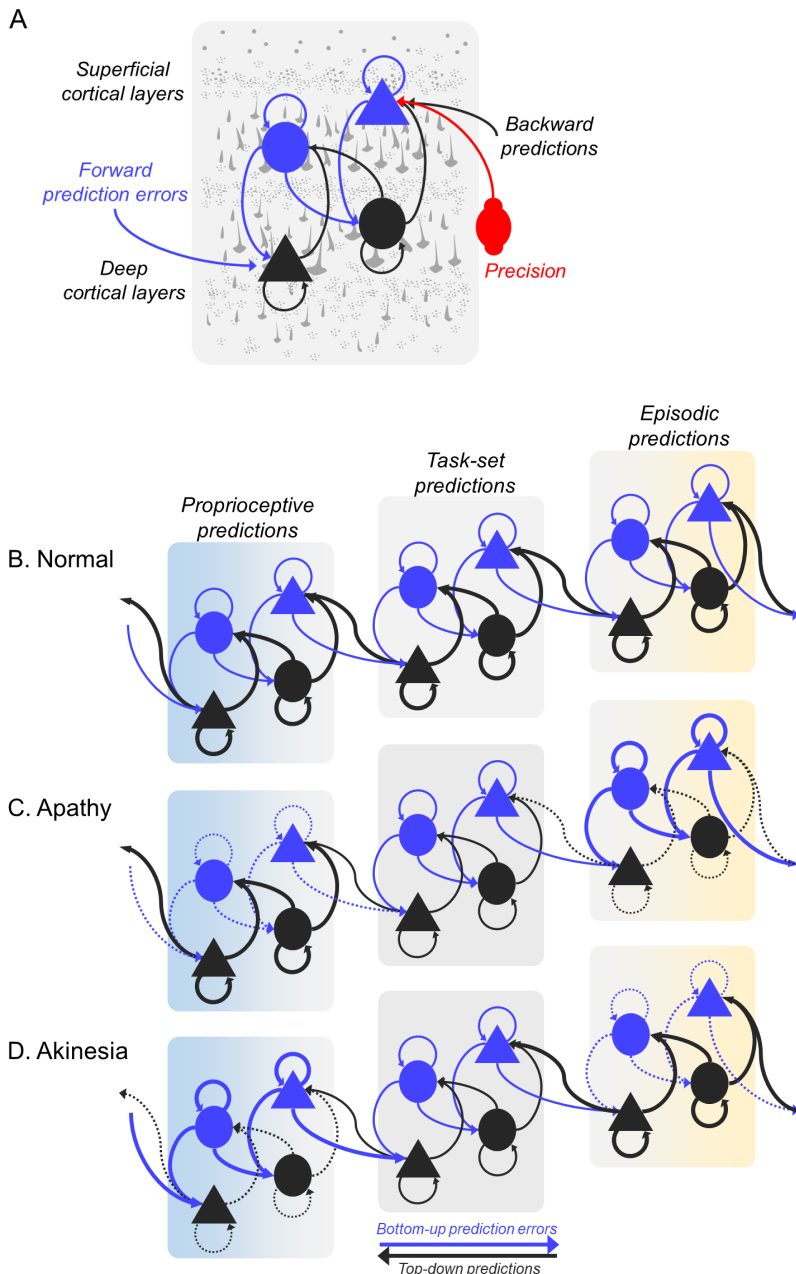 A
Superficial
cortical layers
Backward
predictions
Forward
prediction errors
Deep
cortical layers
Precision
Episodic
predictions
Task-set
predictions
Proprioceptive
predictions
B. Normal
C. Apathy
D. Akinesia
Bottom-up prediction errors
Top-down predictions